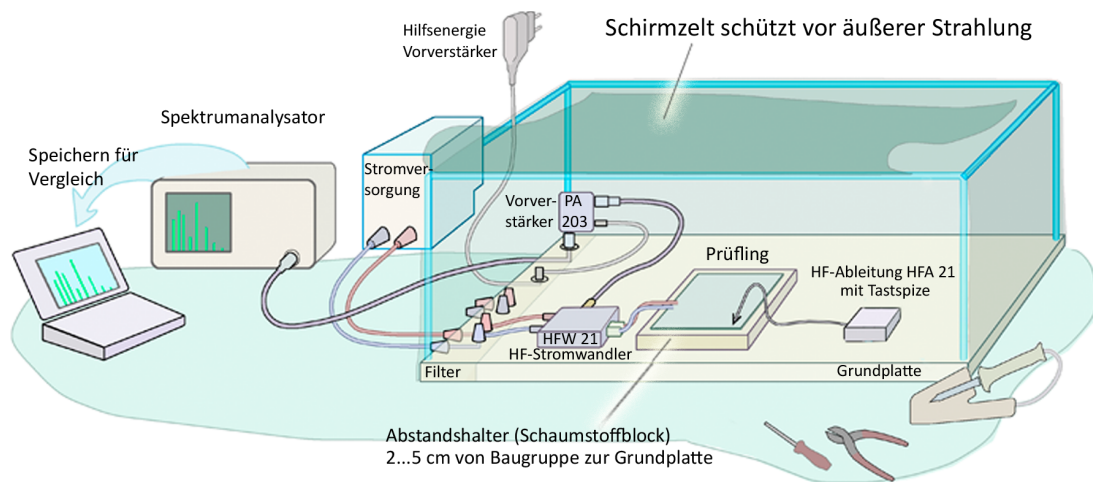 Hilfsenergie
Vorverstärker
Schirmzelt schützt vor äußerer Strahlung
Spektrumanalysator
Speichern für
Vergleich
Stromver-
sorgung
Vorver-
stärker
PA
203
Prüfling
HF-Ableitung HFA 21
mit Tastspize
HFW 21
HF-Stromwandler
Filter
Grundplatte
Abstandshalter (Schaumstoffblock)
2...5 cm von Baugruppe zur Grundplatte